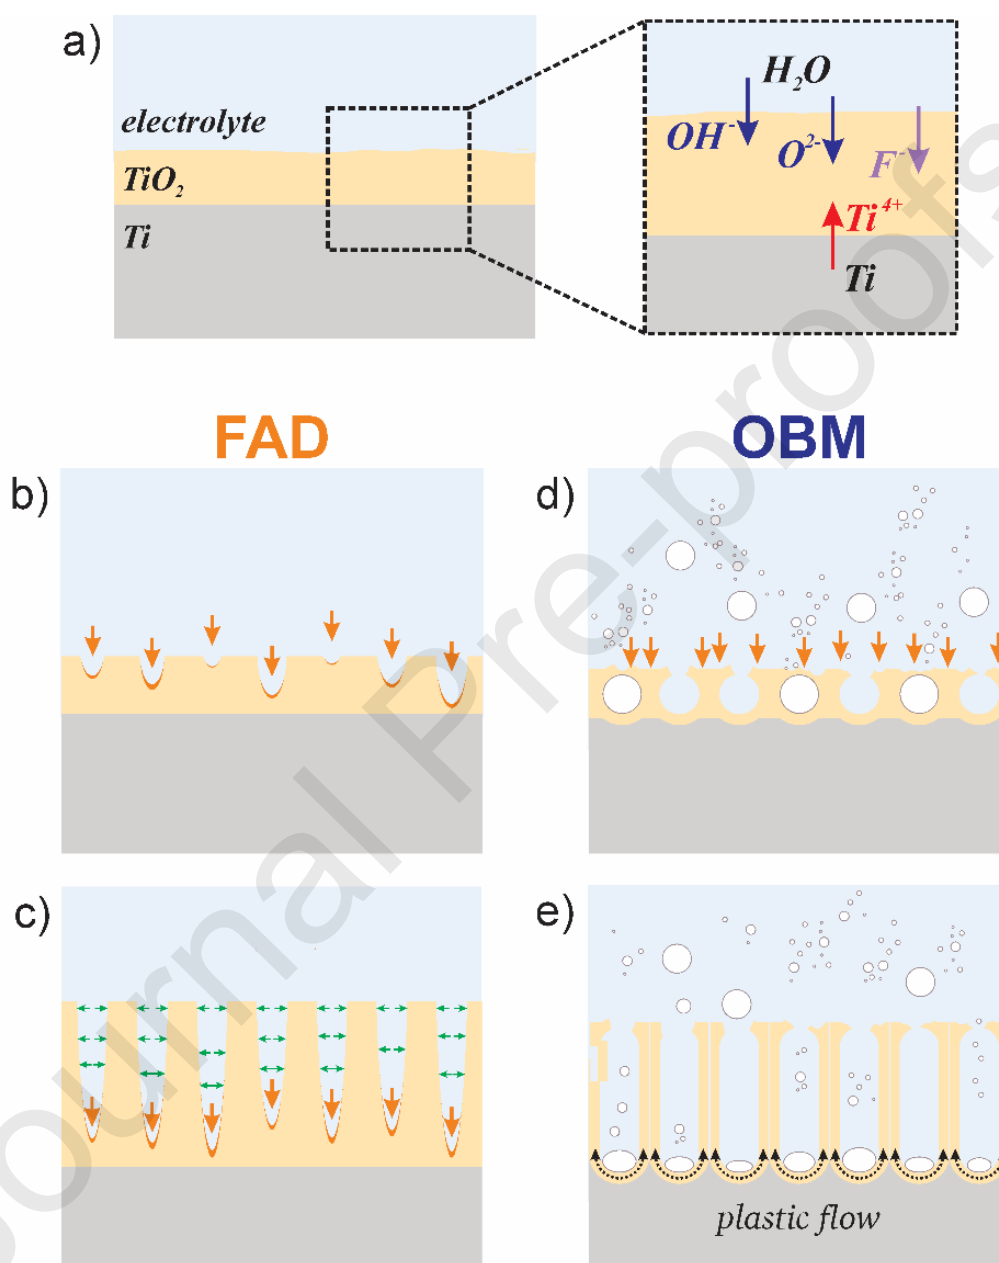 a)
electrolyte
TiO₂
Ti
H₂O
OH⁻
O²⁻
F⁻
Ti⁴⁺
Ti
FAD
OBM
b)
d)
c)
e)
plastic flow
Journal Pre-proofs